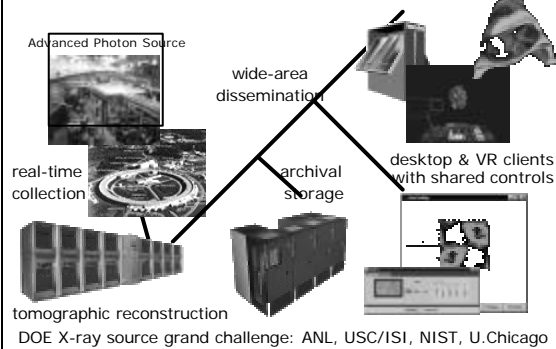 Advanced Photon Source
wide-area
dissemination
real-time
collection
archival
storage
desktop & VR clients
with shared controls
tomographic reconstruction
DOE X-ray source grand challenge: ANL, USC/ISI, NIST, U.Chicago